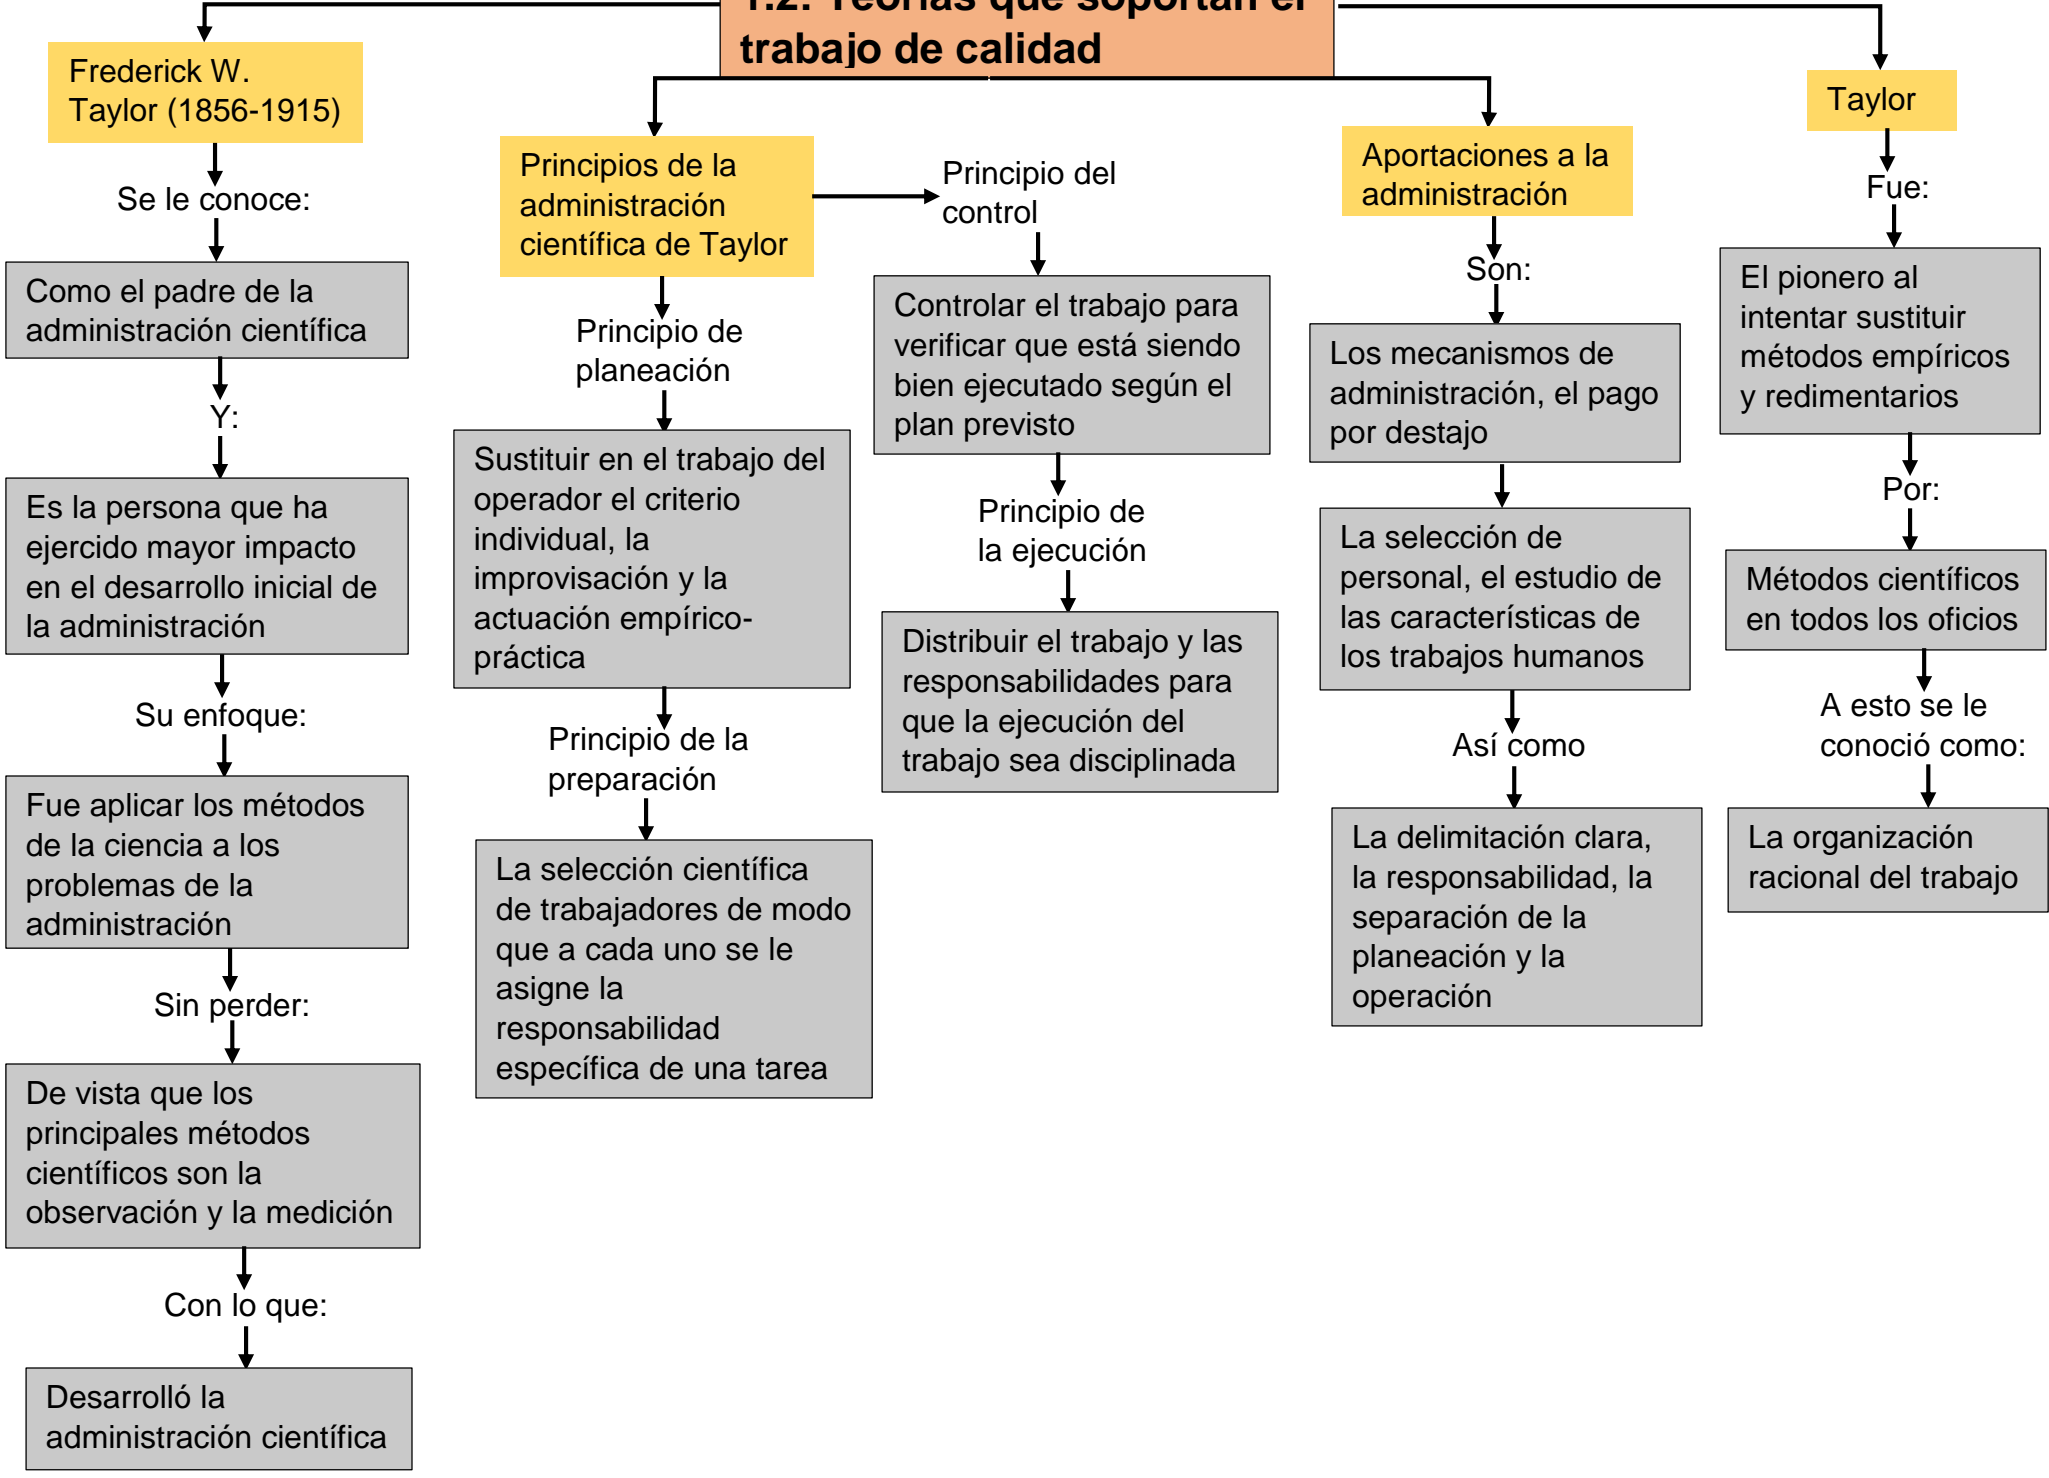 1.2. Teorías que soportan el
trabajo de calidad
Frederick W.
Taylor (1856-1915)
Se le conoce:
Como el padre de la
administración científica
Y:
Es la persona que ha
ejercido mayor impacto
en el desarrollo inicial de
la administración
Su enfoque:
Fue aplicar los métodos
de la ciencia a los
problemas de la
administración
Sin perder:
De vista que los
principales métodos
científicos son la
observación y la medición
Con lo que:
Desarrolló la
administración científica
Principios de la
administración
científica de Taylor
Principio de
planeación
Sustituir en el trabajo del
operador el criterio
individual, la
improvisación y la
actuación empírico-
práctica
Principio de la
preparación
La selección científica
de trabajadores de modo
que a cada uno se le
asigne la
responsabilidad
específica de una tarea
Principio del
control
Controlar el trabajo para
verificar que está siendo
bien ejecutado según el
plan previsto
Principio de
la ejecución
Distribuir el trabajo y las
responsabilidades para
que la ejecución del
trabajo sea disciplinada
Aportaciones a la
administración
Son:
Los mecanismos de
administración, el pago
por destajo
La selección de
personal, el estudio de
las características de
los trabajos humanos
Así como
La delimitación clara,
la responsabilidad, la
separación de la
planeación y la
operación
Taylor
Fue:
El pionero al
intentar sustituir
métodos empíricos
y redimentarios
Por:
Métodos científicos
en todos los oficios
A esto se le
conoció como:
La organización
racional del trabajo